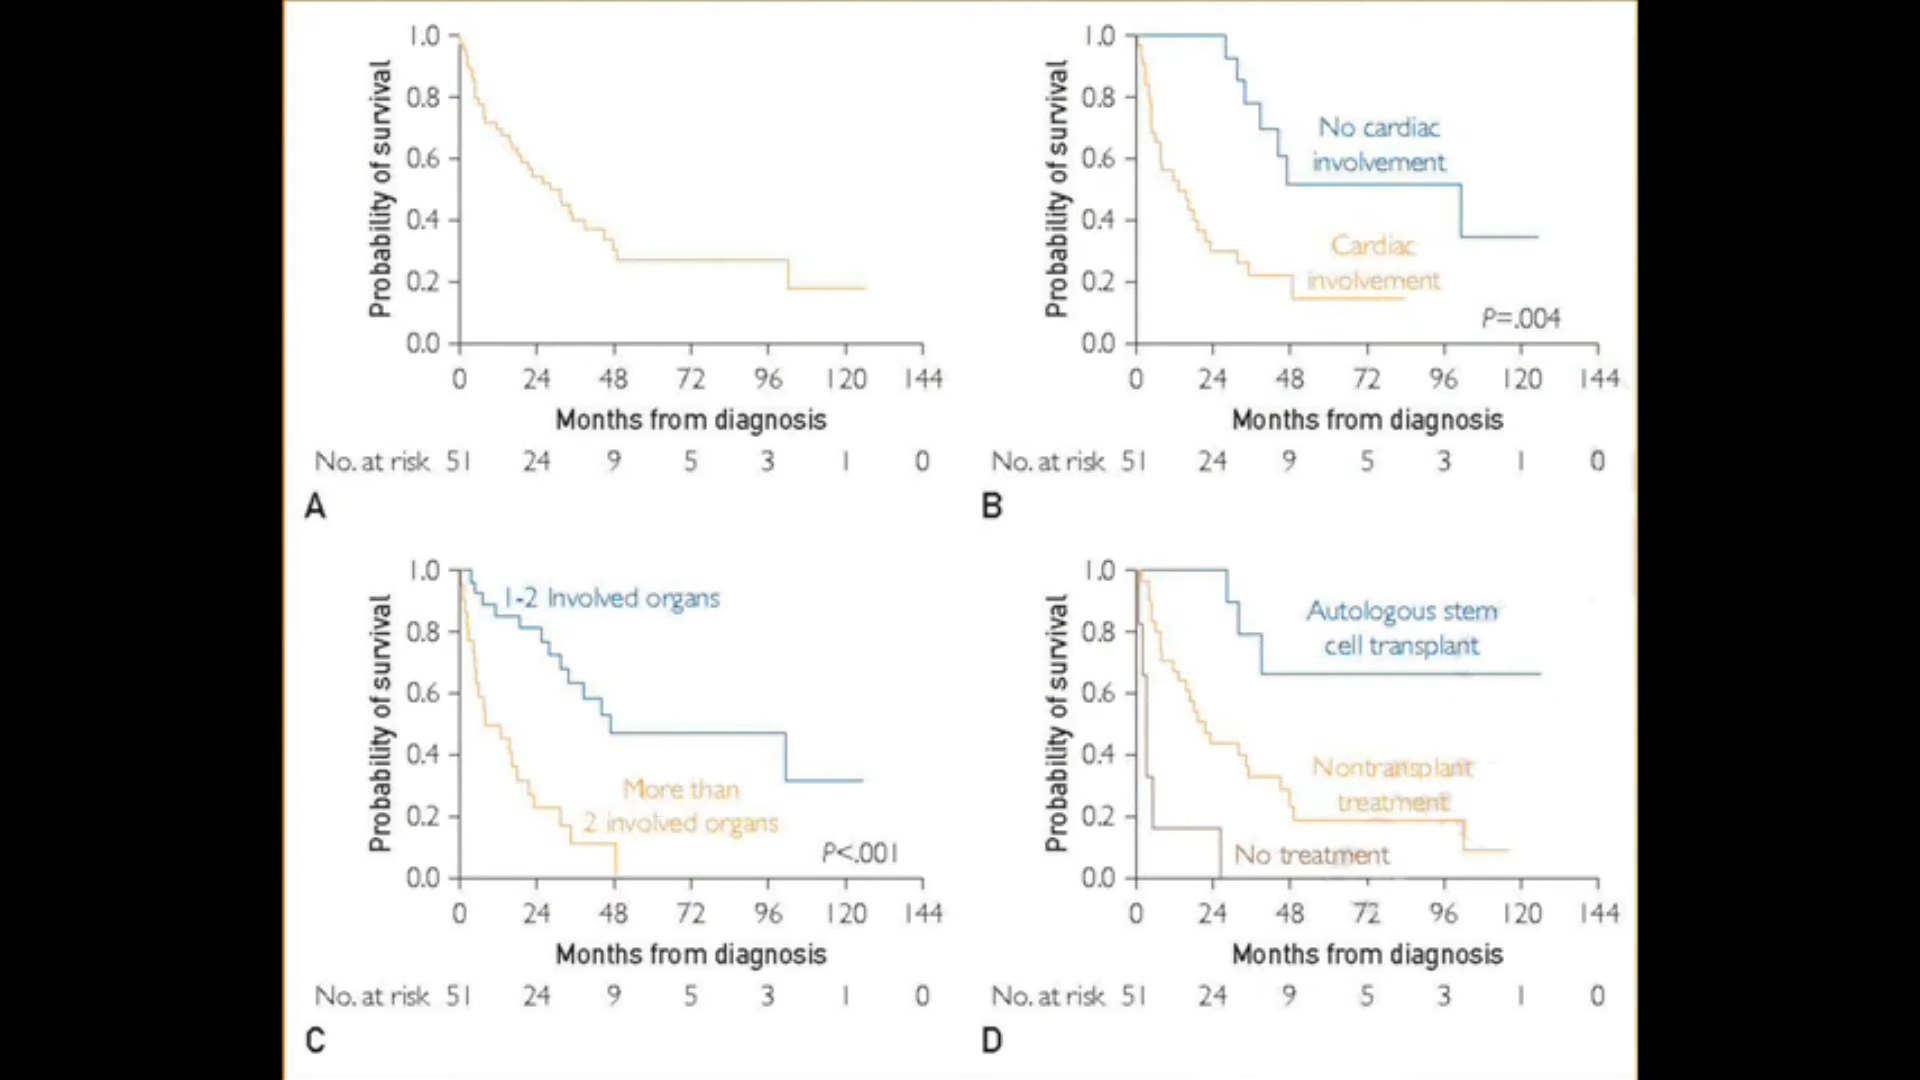 1.0
0.8
0.6
0.4
0.2
0.0
Probability of survival
0 24 48 72 96 120 144
Months from diagnosis
No. at risk 51 24 9 5 3 1 0
A
1.0
0.8
0.6
0.4
0.2
0.0
Probability of survival
No cardiac
involvement
Cardiac
involvement
P=.004
0 24 48 72 96 120 144
Months from diagnosis
No. at risk 51 24 9 5 3 1 0
B
1.0
0.8
0.6
0.4
0.2
0.0
Probability of survival
1-2 Involved organs
More than
2 involved organs
P<.001
0 24 48 72 96 120 144
Months from diagnosis
No. at risk 51 24 9 5 3 1 0
C
1.0
0.8
0.6
0.4
0.2
0.0
Probability of survival
Autologous stem
cell transplant
Nontransplant
treatment
No treatment
0 24 48 72 96 120 144
Months from diagnosis
No. at risk 51 24 9 5 3 1 0
D